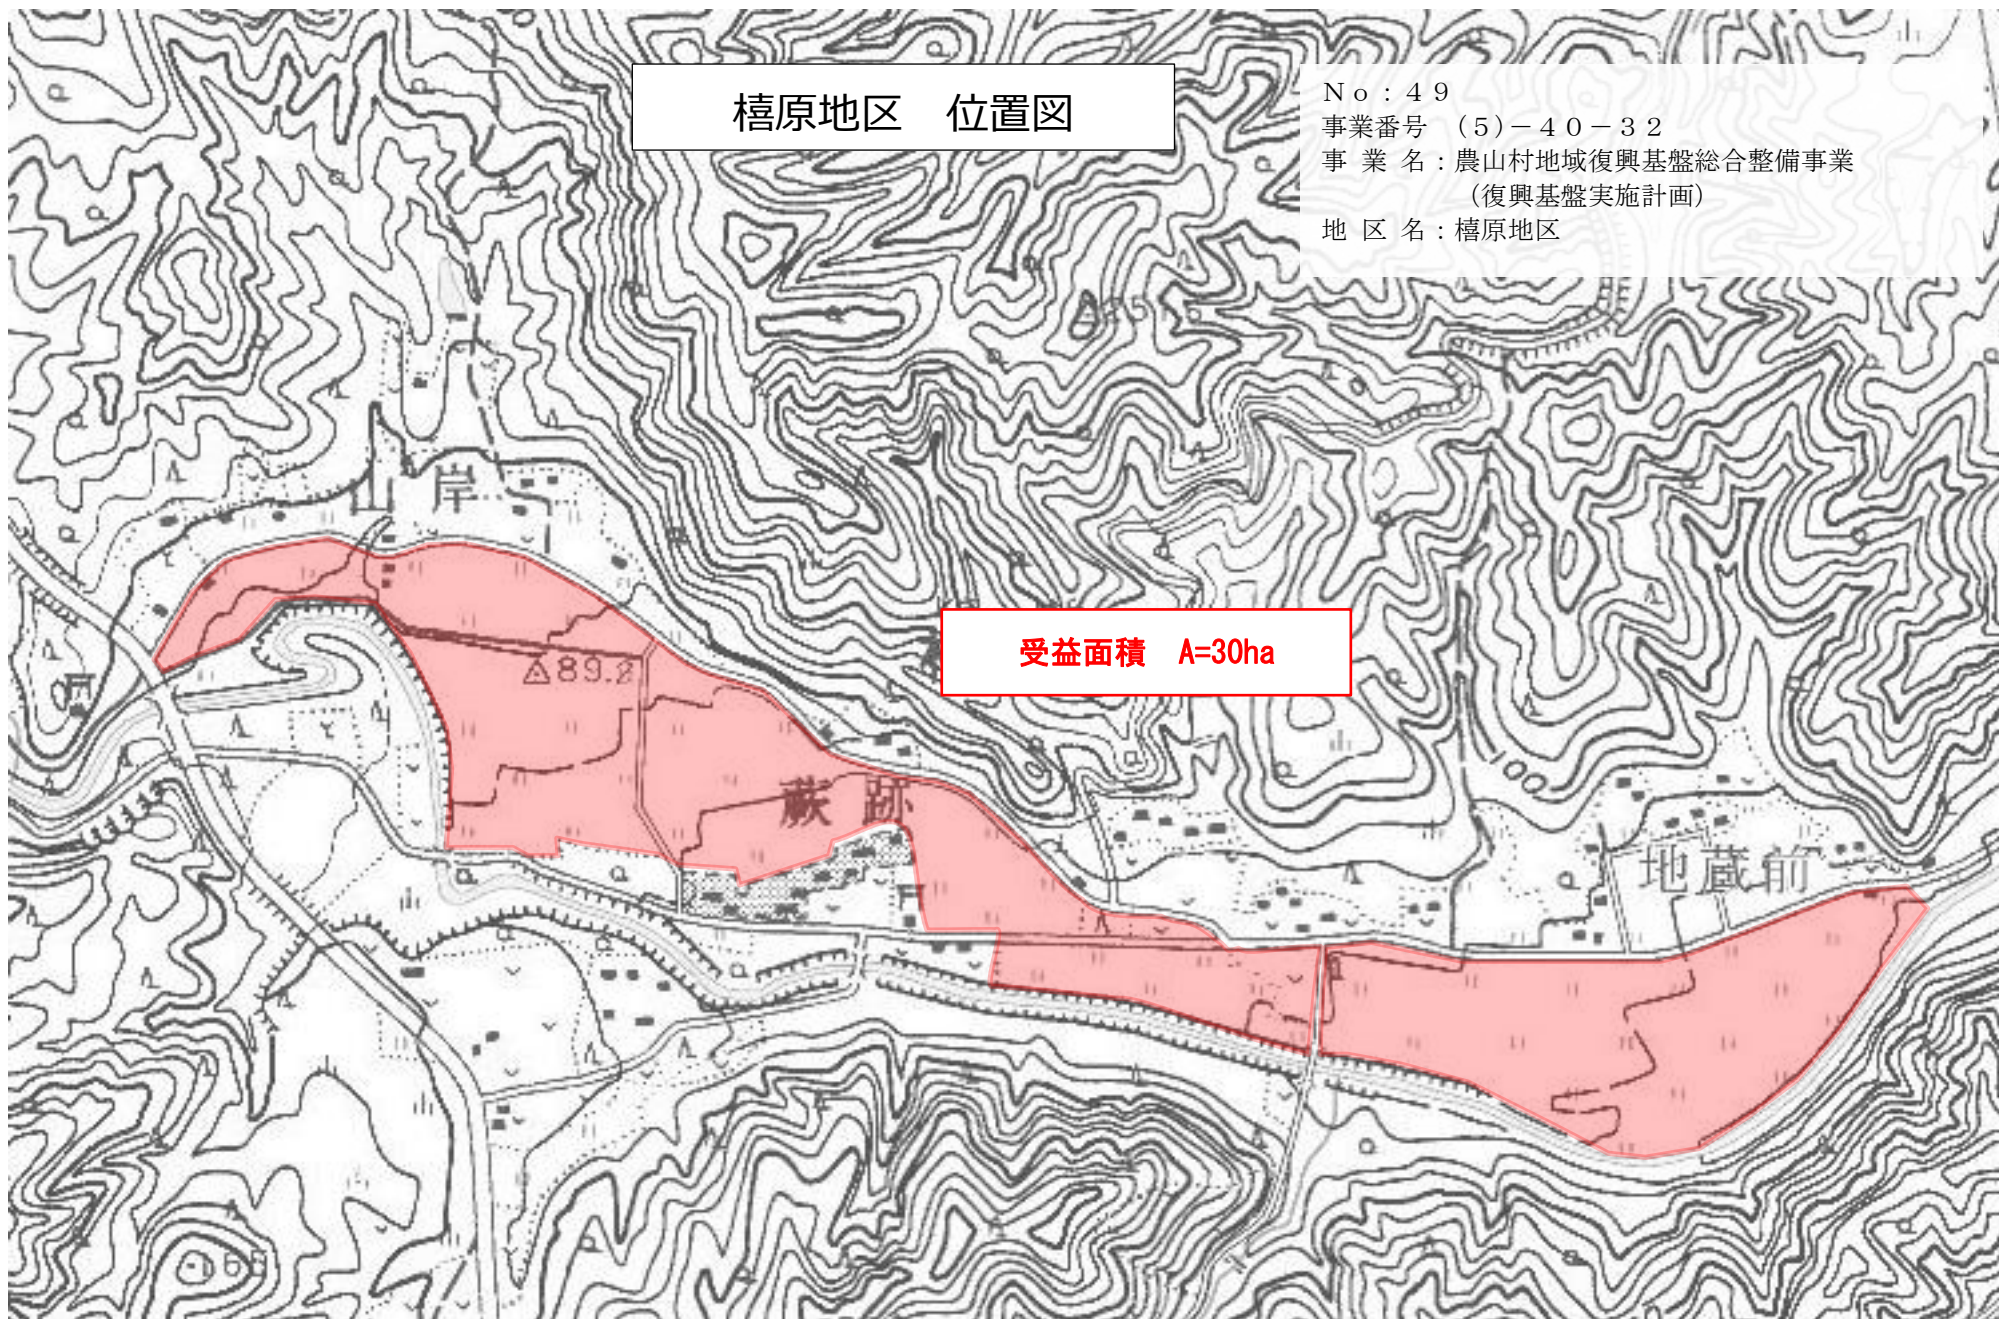 橲原地区 位置図
No：49
事業番号 （5）－40－32
事 業 名：農山村地域復興基盤総合整備事業
（復興基盤実施計画）
地 区 名：橲原地区
山岸
受益面積 A=30ha
89.2
蕨 跡
地蔵前